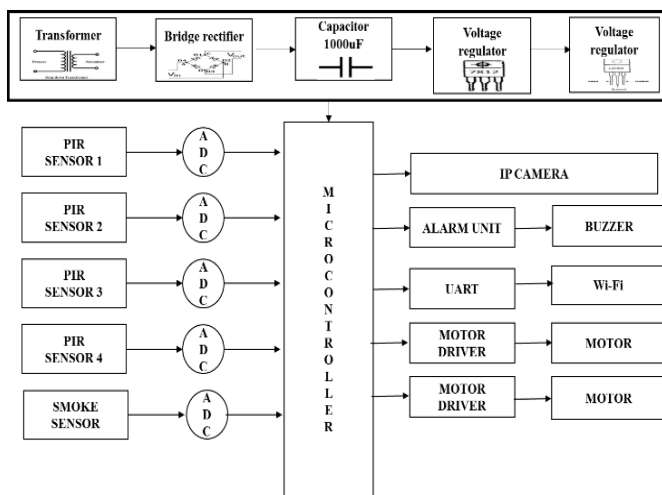 Transformer
Bridge rectifier
Capacitor
1000uF
Voltage
regulator
Voltage
regulator
7812
PIR
SENSOR 1
A
D
C
PIR
SENSOR 2
A
D
C
PIR
SENSOR 3
A
D
C
PIR
SENSOR 4
A
D
C
SMOKE
SENSOR
A
D
C
M
I
C
R
O
C
O
N
T
R
O
L
L
E
R
IP CAMERA
ALARM UNIT
BUZZER
UART
Wi-Fi
MOTOR
DRIVER
MOTOR
MOTOR
DRIVER
MOTOR